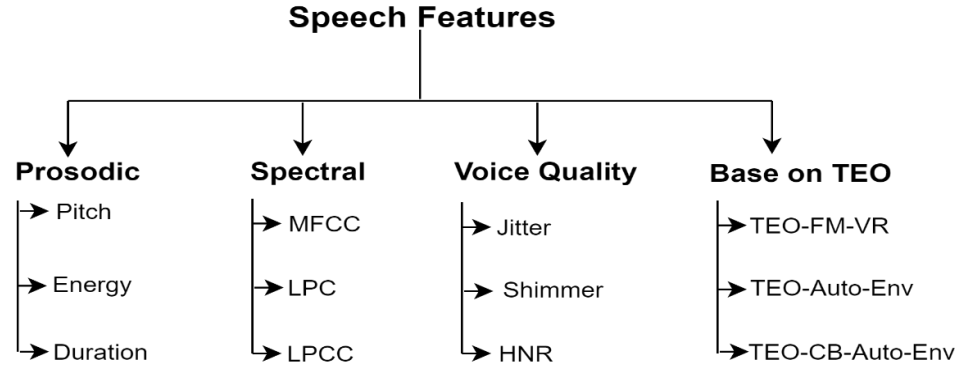 Speech Features
Prosodic
Pitch
Energy
Duration
Spectral
MFCC
LPC
LPCC
Voice Quality
Jitter
Shimmer
HNR
Base on TEO
TEO-FM-VR
TEO-Auto-Env
TEO-CB-Auto-Env